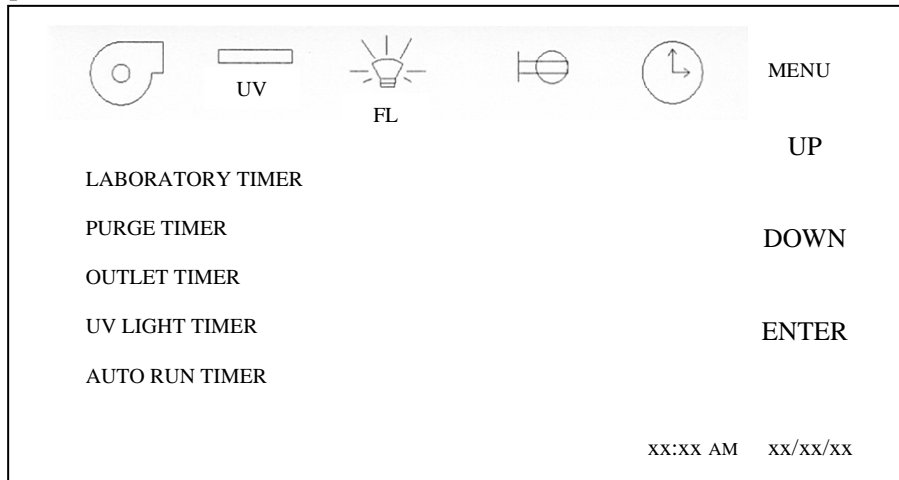 UV
FL
MENU
UP
LABORATORY TIMER
PURGE TIMER
DOWN
OUTLET TIMER
UV LIGHT TIMER
ENTER
AUTO RUN TIMER
xx:xx AM xx/xx/xx